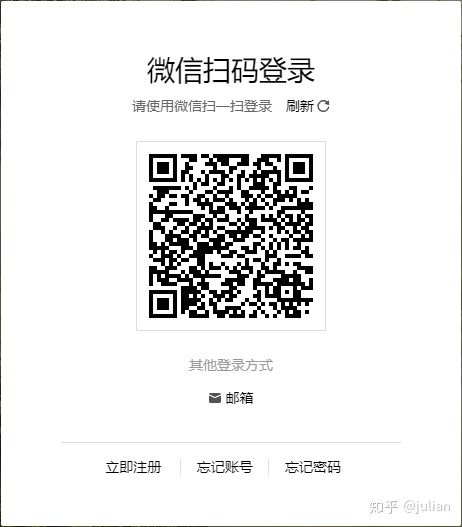 微信扫码登录
请使用微信扫一扫登录 刷新
其他登录方式
邮箱
立即注册 忘记账号 忘记密码
知乎 @julian